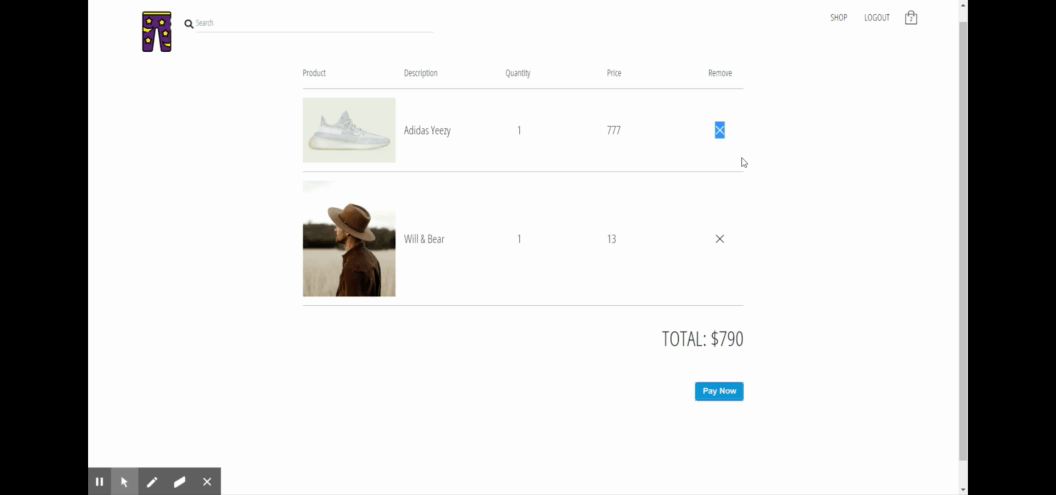 Search
SHOP LOGOUT 2
Product Description Quantity Price Remove
Adidas Yeezy 1 777
Will & Bear 1 13
TOTAL: $790
Pay Now